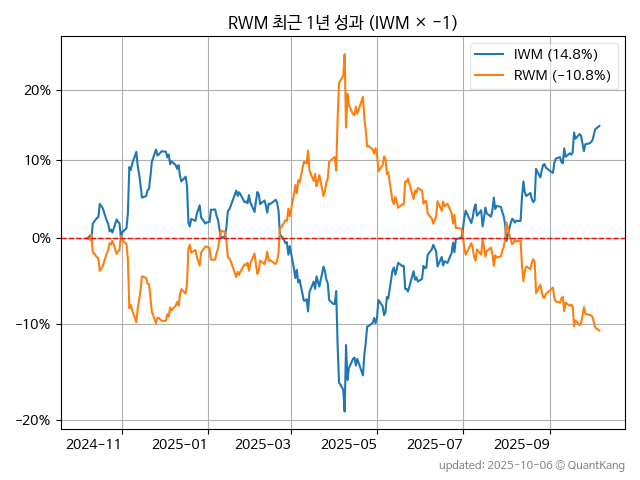 RWM 최근 1년 성과 (IWM × −1)
IWM (14.8%)
RWM (−10.8%)
20%
10%
0%
−10%
−20%
2024-11
2025-01
2025-03
2025-05
2025-07
2025-09
updated: 2025-10-06 © QuantKang